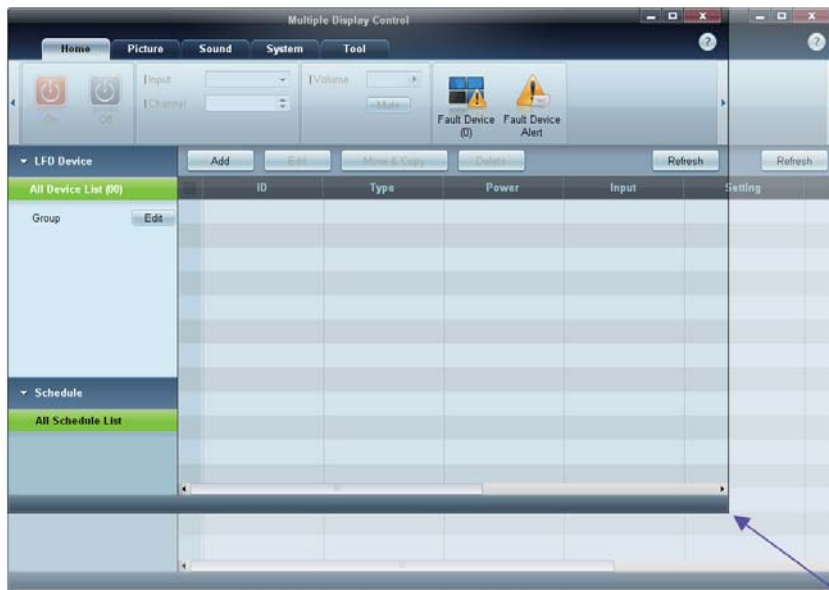 Multiple Display Control
Home Picture Sound System Tool
Input
Volume
On Off
Channel
Mute
Fault Device (0)
Fault Device Alert
LFD Device
Add Edit Move & Copy Delete Refresh Refresh
All Device List (00)
ID Type Power Input Setting
Group Edit
Schedule
All Schedule List